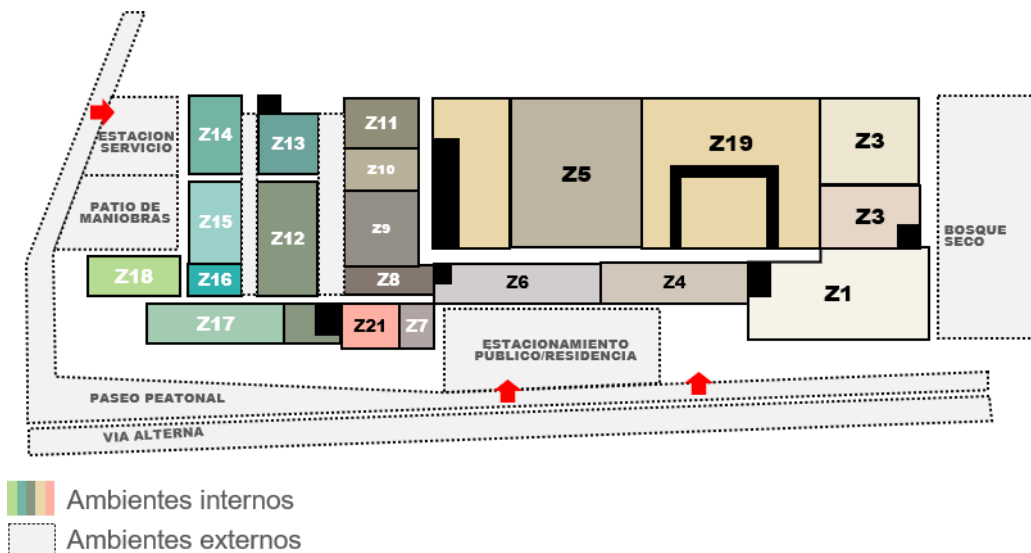 Z14
Z13
Z11
Z10
Z9
Z5
Z19
Z3
ESTACION
SERVICIO
PATIO DE
MANIOBRAS
Z15
Z12
Z3
BOSQUE
SECO
Z18
Z16
Z8
Z6
Z4
Z1
Z17
Z21
Z7
ESTACIONAMIENTO
PÚBLICO/RESIDENCIA
PASEO PEATONAL
VIA ALTERNA
Ambientes internos
Ambientes externos